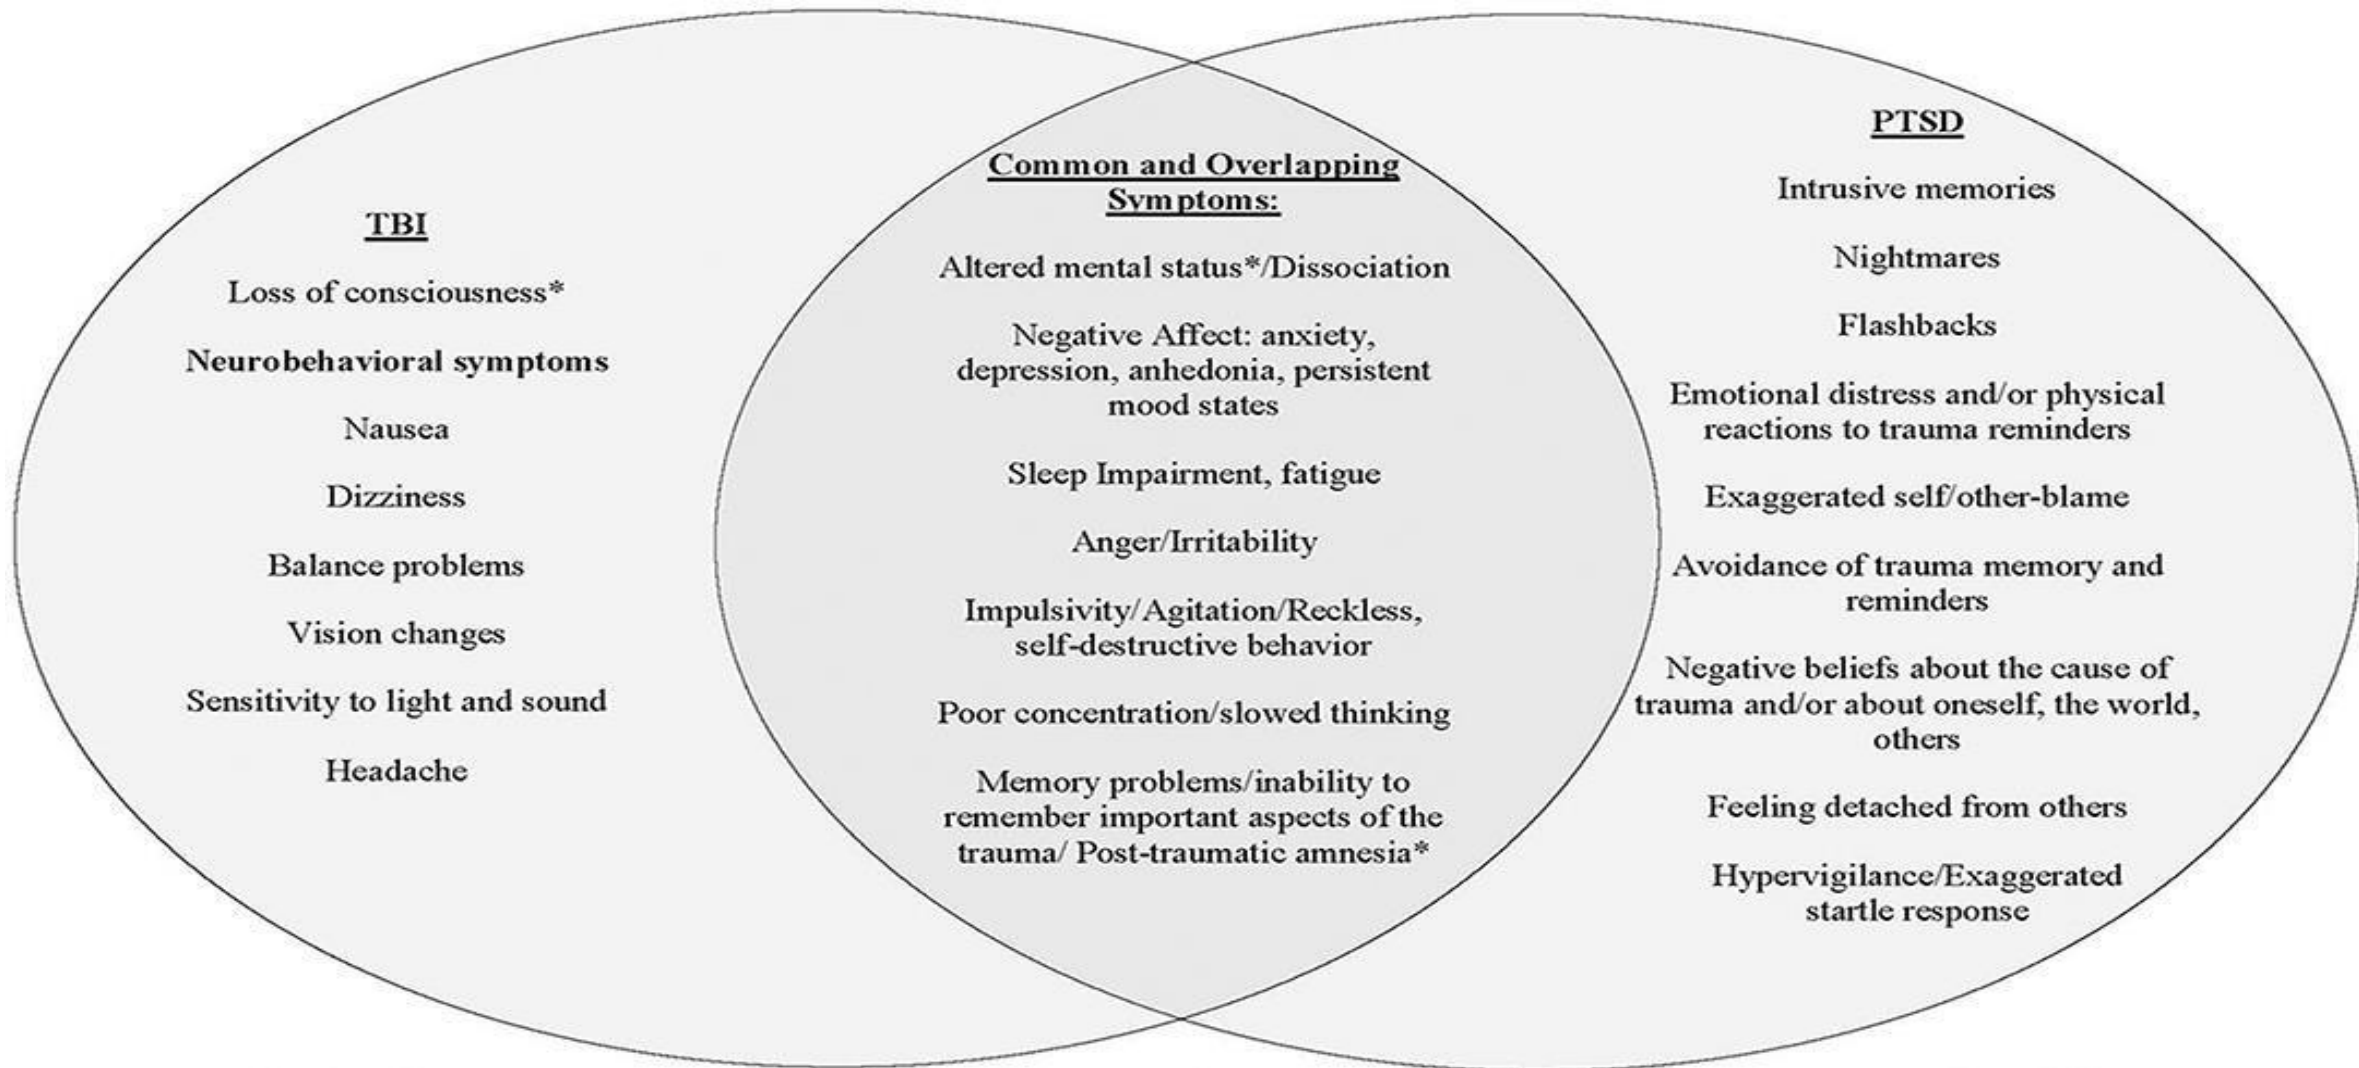 TBI
Loss of consciousness*
Neurobehavioral symptoms
Nausea
Dizziness
Balance problems
Vision changes
Sensitivity to light and sound
Headache
Common and Overlapping
Symptoms:
Altered mental status*/Dissociation
Negative Affect: anxiety,
depression, anhedonia, persistent
mood states
Sleep Impairment, fatigue
Anger/Irritability
Impulsivity/Agitation/Reckless,
self-destructive behavior
Poor concentration/slowed thinking
Memory problems/inability to
remember important aspects of the
trauma/ Post-traumatic amnesia*
PTSD
Intrusive memories
Nightmares
Flashbacks
Emotional distress and/or physical
reactions to trauma reminders
Exaggerated self/other-blame
Avoidance of trauma memory and
reminders
Negative beliefs about the cause of
trauma and/or about oneself, the world,
others
Feeling detached from others
Hypervigilance/Exaggerated
startle response